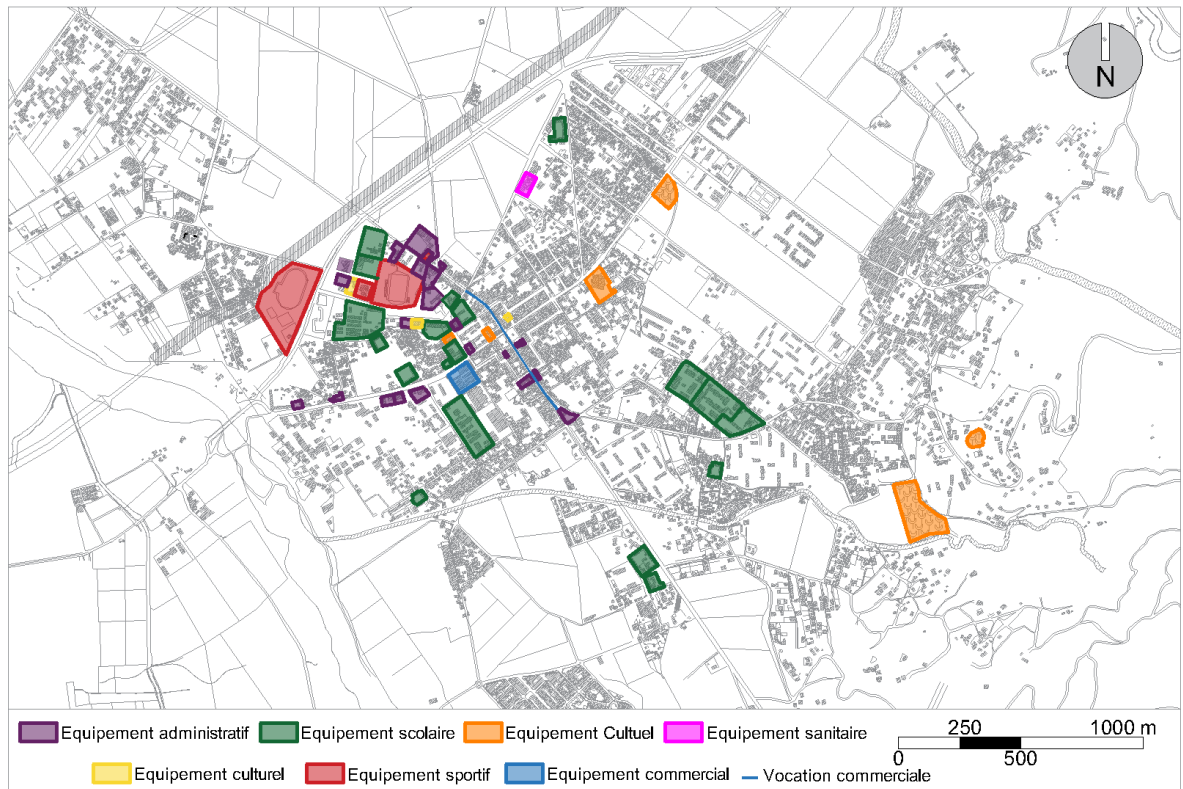 N
Equipement administratif Equipement scolaire Equipement Cultuel Equipement sanitaire
Equipement culturel Equipement sportif Equipement commercial Vocation commerciale
250 1000 m
0 500